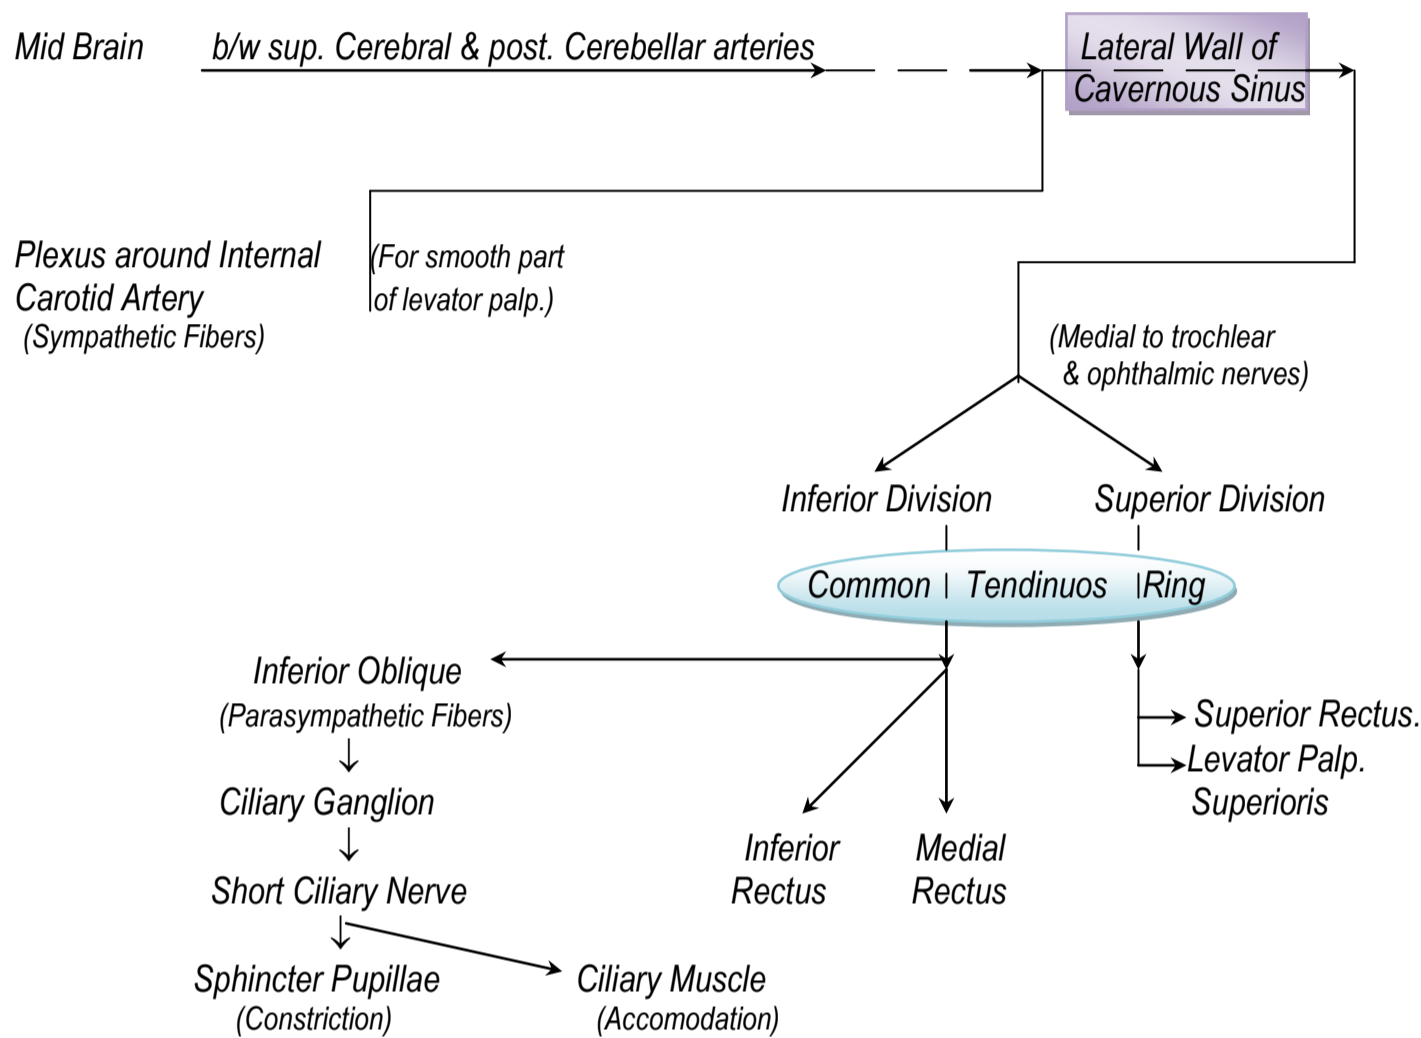 Mid Brain
b/w sup. Cerebral & post. Cerebellar arteries
Lateral Wall of
Cavernous Sinus
Plexus around Internal
Carotid Artery
(Sympathetic Fibers)
(For smooth part
of levator palp.)
(Medial to trochlear
& ophthalmic nerves)
Inferior Division
Superior Division
Common Tendinuos Ring
Inferior Oblique
(Parasympathetic Fibers)
Ciliary Ganglion
Short Ciliary Nerve
Sphincter Pupillae
(Constriction)
Ciliary Muscle
(Accomodation)
Inferior
Rectus
Medial
Rectus
Superior Rectus.
Levator Palp.
Superioris